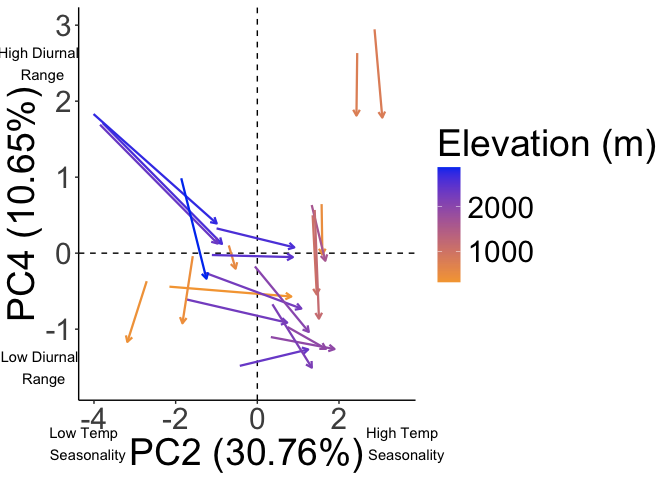 3
High Diurnal
Range
2
1
0
-1
Low Diurnal
Range
PC4 (10.65%)
-4
-2
0
2
Low Temp
Seasonality
PC2 (30.76%)
High Temp
Seasonality
Elevation (m)
2000
1000